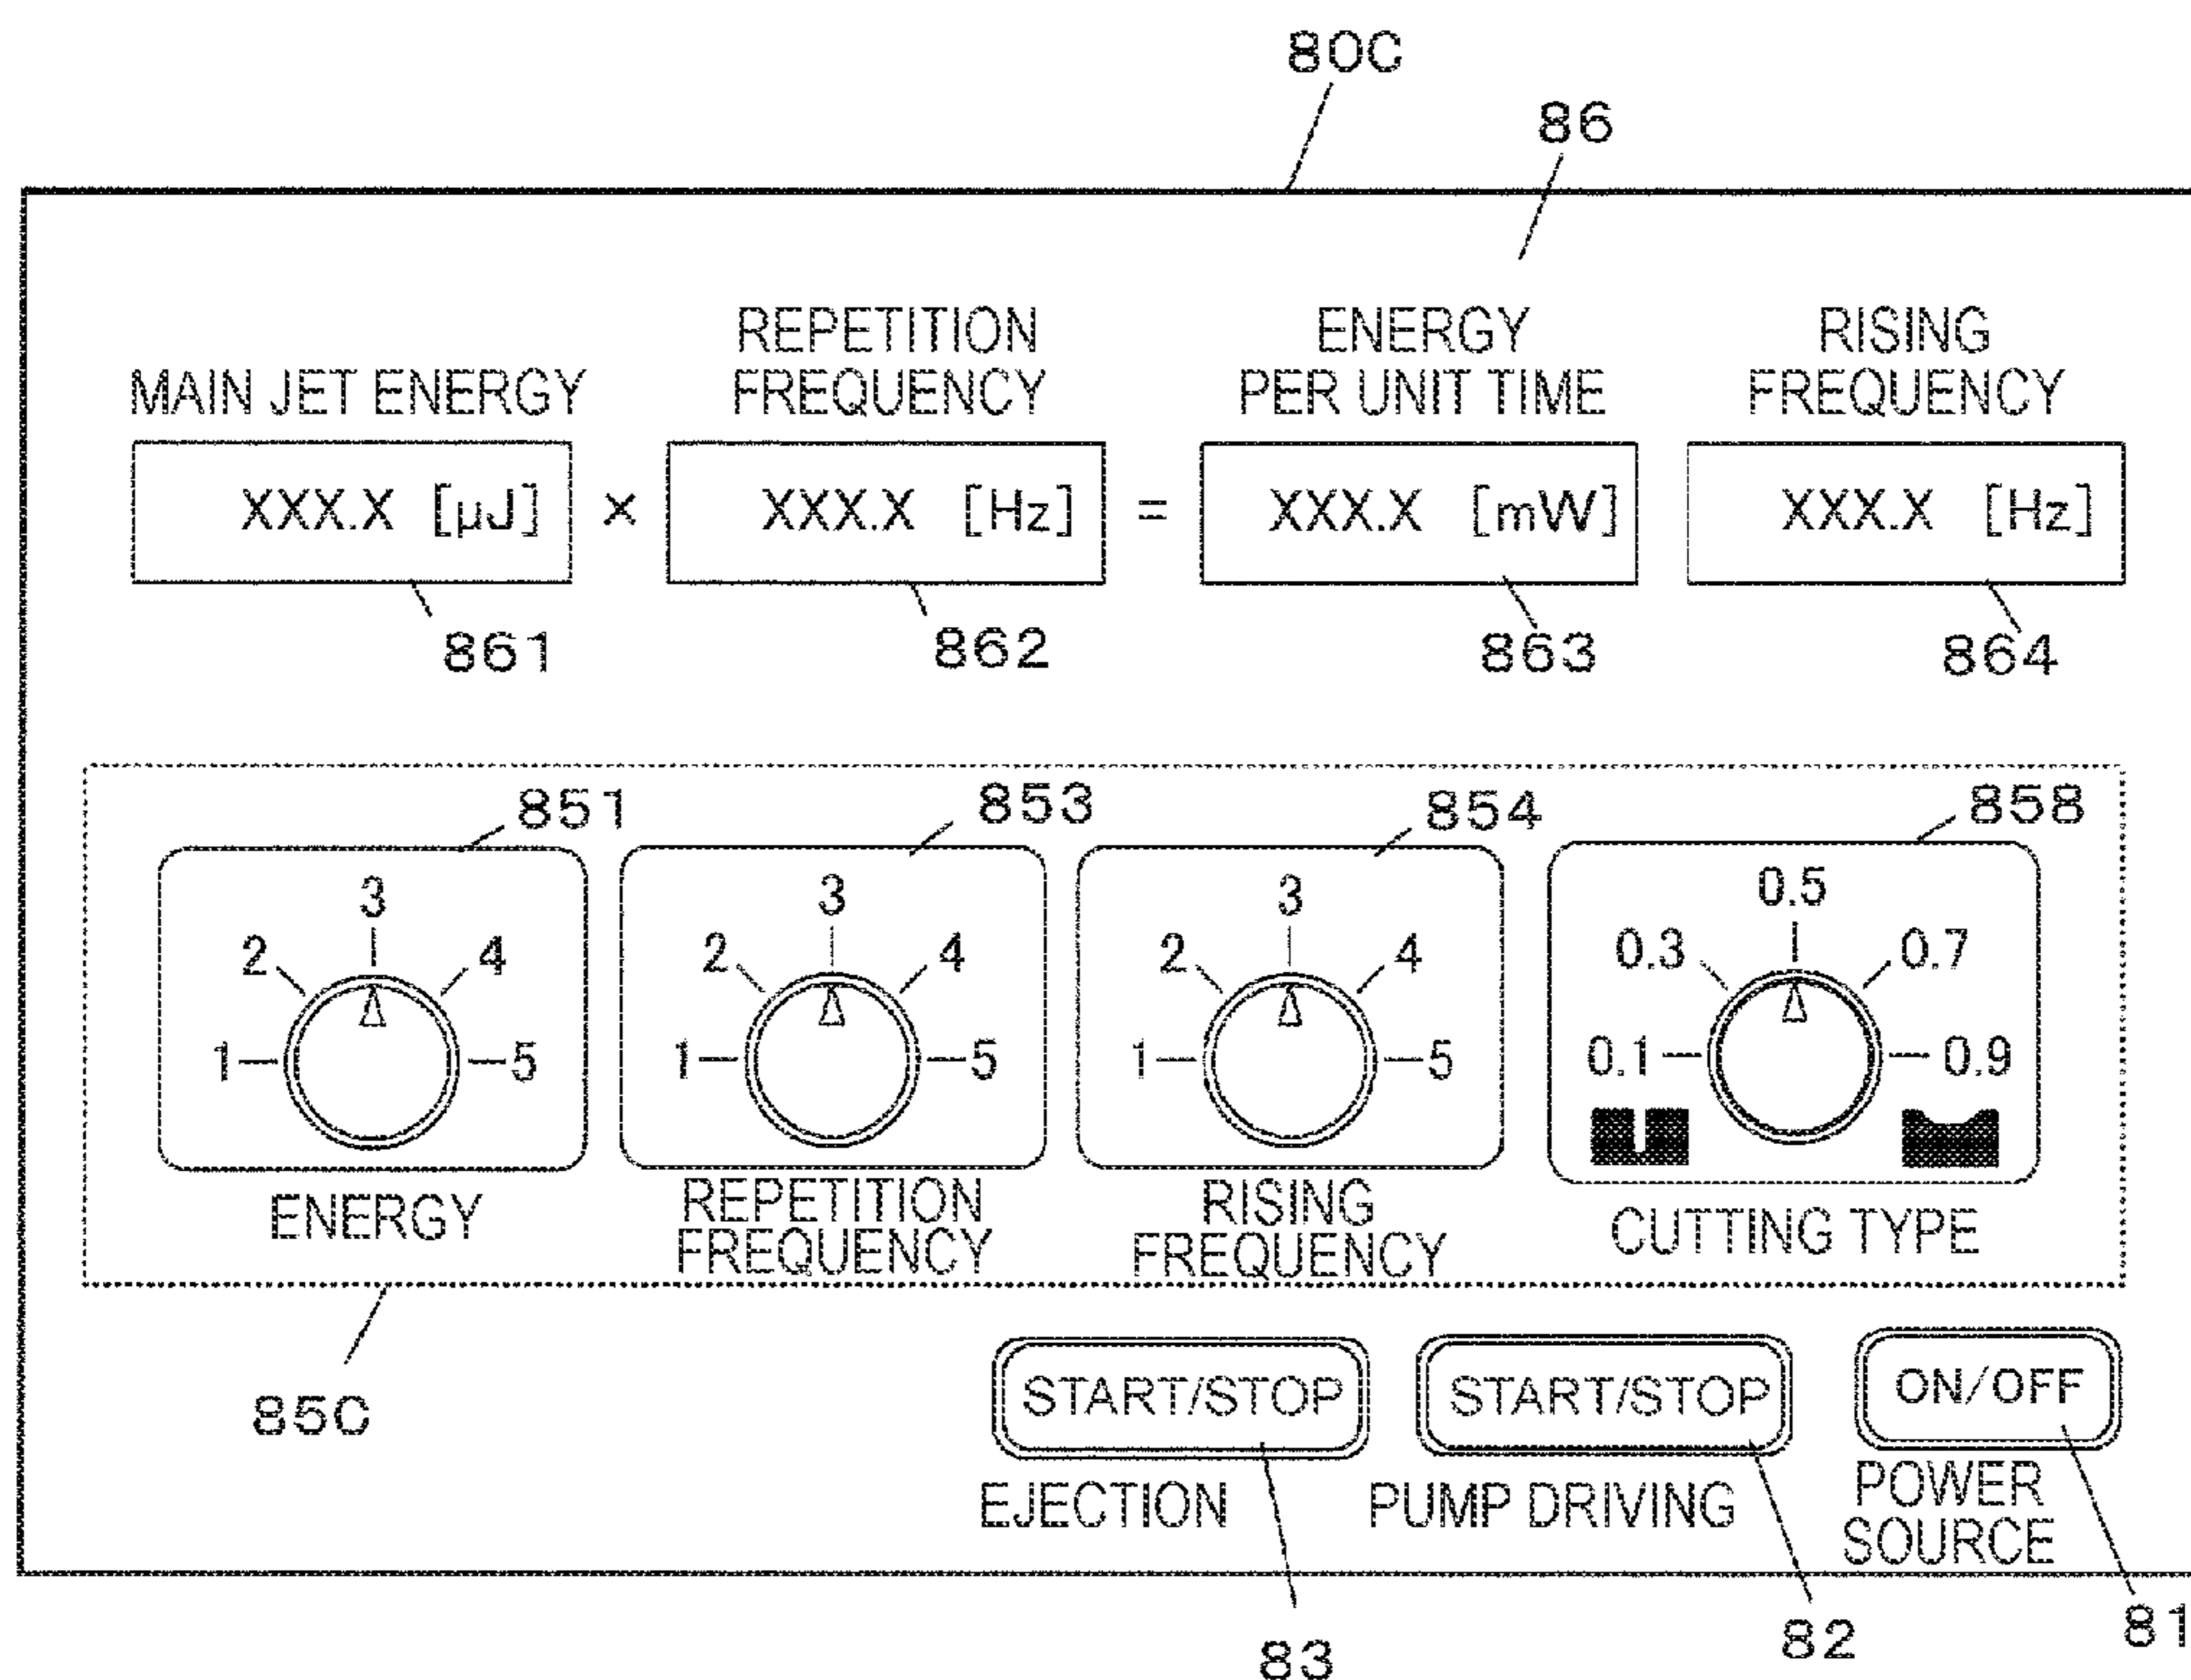 80C
86
MAIN JET ENERGY
REPETITION
FREQUENCY
ENERGY
PER UNIT TIME
RISING
FREQUENCY
XXX.X [μJ] × XXX.X [Hz] = XXX.X [mW] XXX.X [Hz]
861 862 863 864
851 853 854 858
1 2 3 4 5
ENERGY
1 2 3 4 5
REPETITION
FREQUENCY
1 2 3 4 5
RISING
FREQUENCY
0.1 0.3 0.5 0.7 0.9
CUTTING TYPE
85C
START/STOP
EJECTION
START/STOP
PUMP DRIVING
ON/OFF
POWER
SOURCE
83 82 81